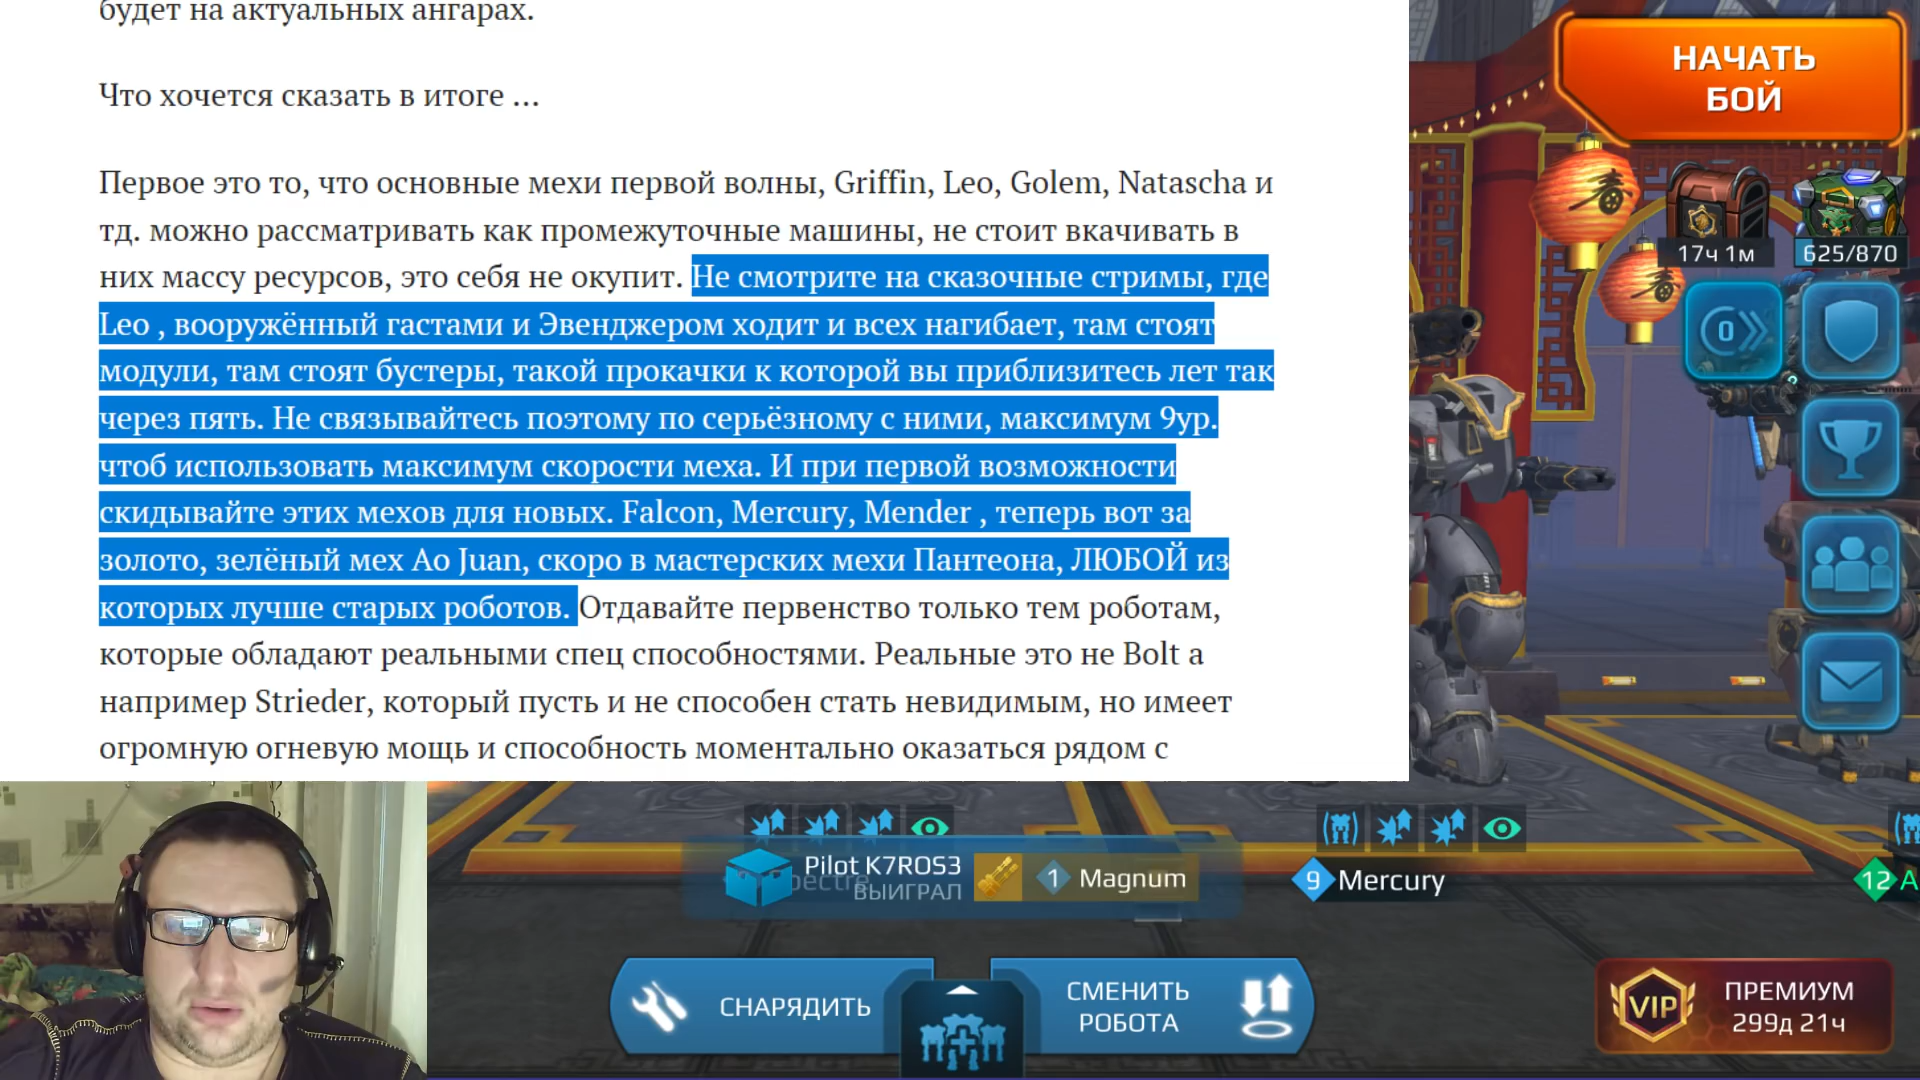 будет на актуальных ангарах.
Что хочется сказать в итоге ...
Первое это то, что основные мехи первой волны, Griffin, Leo, Golem, Natascha и
тд. можно рассматривать как промежуточные машины, не стоит вкачивать в
них массу ресурсов, это себя не окупит. Не смотрите на сказочные стримы, где
Leo , вооружённый гастами и Эвенджером ходит и всех нагибает, там стоят
модули, там стоят бустеры, такой прокачки к которой вы приблизитесь лет так
через пять. Не связывайтесь поэтому по серьёзному с ними, максимум 9ур.
чтоб использовать максимум скорости меха. И при первой возможности
скидывайте этих мехов для новых. Falcon, Mercury, Mender , теперь вот за
золото, зелёный мех Ao Juan, скоро в мастерских мехи Пантеона, ЛЮБОЙ из
которых лучше старых роботов. Отдавайте первенство только тем роботам,
которые обладают реальными спец способностями. Реальные это не Bolt а
например Strieder, который пусть и не способен стать невидимым, но имеет
огромную огневую мощь и способность моментально оказаться рядом с
НАЧАТЬ
БОЙ
春
春
17ч 1м
625/870
0
Pilot K7ROS3
ВЫИГРАЛ
1 Magnum
9 Mercury
12 A
СНАРЯДИТЬ
СМЕНИТЬ
РОБОТА
VIP
ПРЕМИУМ
299д 21ч